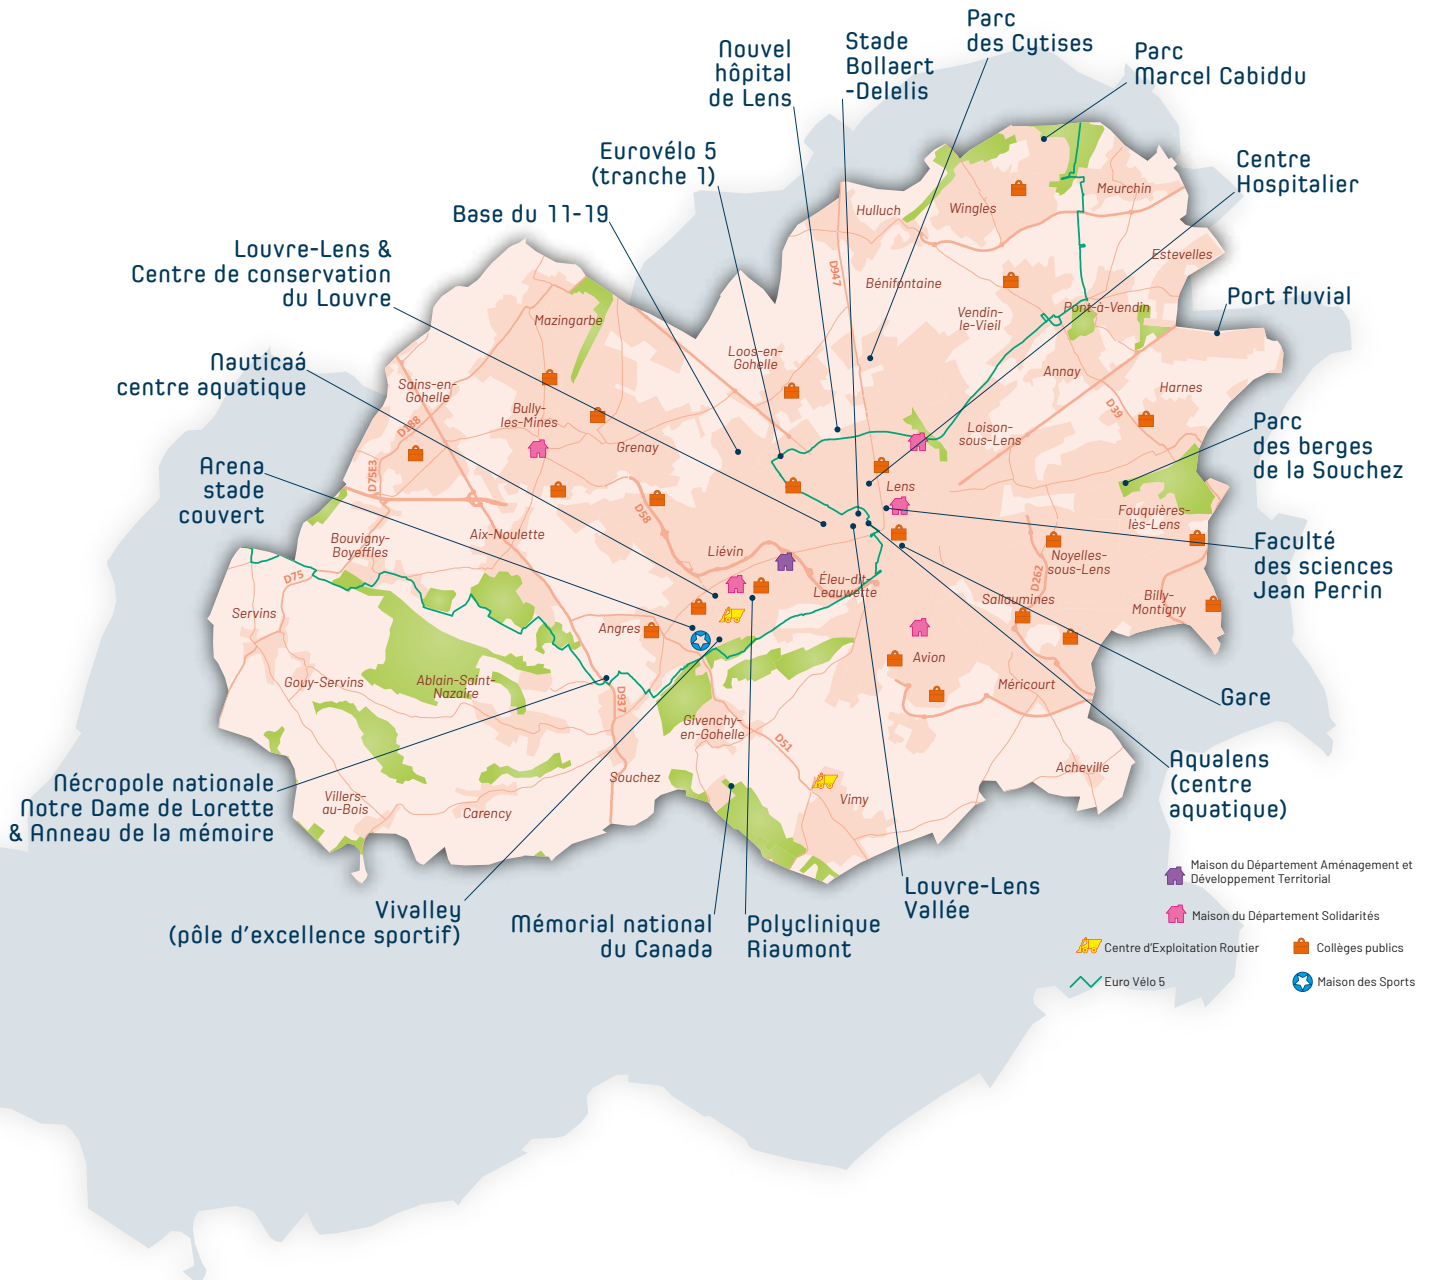 Parc
des Cytises
Stade
Bollaert
-Delelis
Nouvel
hôpital
de Lens
Parc
Marcel Cabiddu
Eurovélo 5
(tranche 1)
Centre
Hospitalier
Base du 11-19
Louvre-Lens &
Centre de conservation
du Louvre
Port fluvial
Nauticaá
centre aquatique
Parc
des berges
de la Souchez
Arena
stade
couvert
Faculté
des sciences
Jean Perrin
Gare
Aqualens
(centre
aquatique)
Nécropole nationale
Notre Dame de Lorette
& Anneau de la mémoire
Vivalley
(pôle d'excellence sportif)
Mémorial national
du Canada
Polyclinique
Riaumont
Louvre-Lens
Vallée
Meurchin
Wingles
Hulluch
Estevelles
D947
Bénifontaine
Pont-à-Vendin
Vendin-
le-Vieil
Mazingarbe
Loos-en-
Gohelle
Annay
Harnes
Sains-en-
Gohelle
D39
Bully-
les-Mines
D188
Loison-
sous-Lens
Grenay
D75E3
Lens
D58
Fouquières-
lès-Lens
Aix-Noulette
Bouvigny-
Boyeffles
Liévin
Noyelles-
sous-Lens
D75
D262
Éleu-dit-
Leauwette
Sallaumines
Billy-
Montigny
Servins
Angres
Avion
Gouy-Servins
Ablain-Saint-
Nazaire
Méricourt
D937
Givenchy-
en-Gohelle
D51
Acheville
Souchez
Villers-
au-Bois
Carency
Vimy
Maison du Département Aménagement et
Développement Territorial
Maison du Département Solidarités
Centre d'Exploitation Routier
Collèges publics
Euro Vélo 5
Maison des Sports